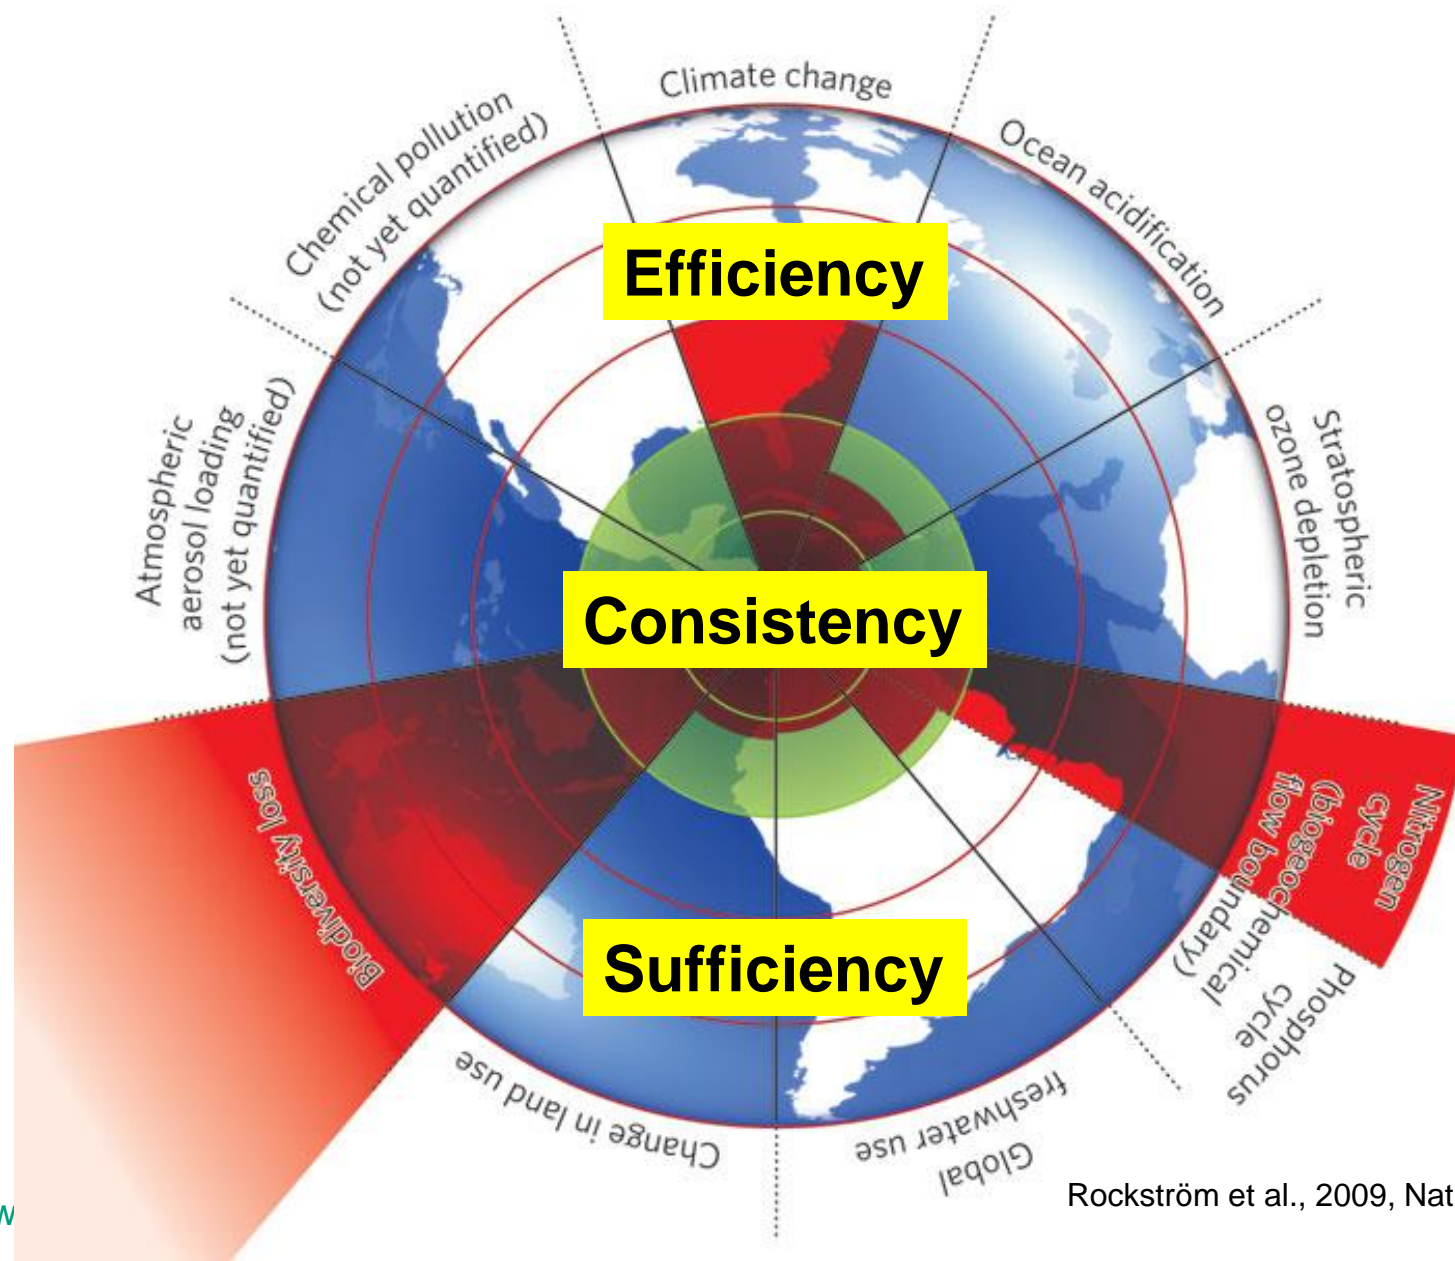 Climate change
Ocean acidification
Stratospheric
ozone depletion
Nitrogen
cycle
(biogeochemical
flow boundary)
Phosphorus
cycle
Global
freshwater use
Change in land use
Biodiversity loss
Atmospheric
aerosol loading
(not yet quantified)
Chemical pollution
(not yet quantified)
Efficiency
Consistency
Sufficiency
Rockström et al., 2009, Nat
w